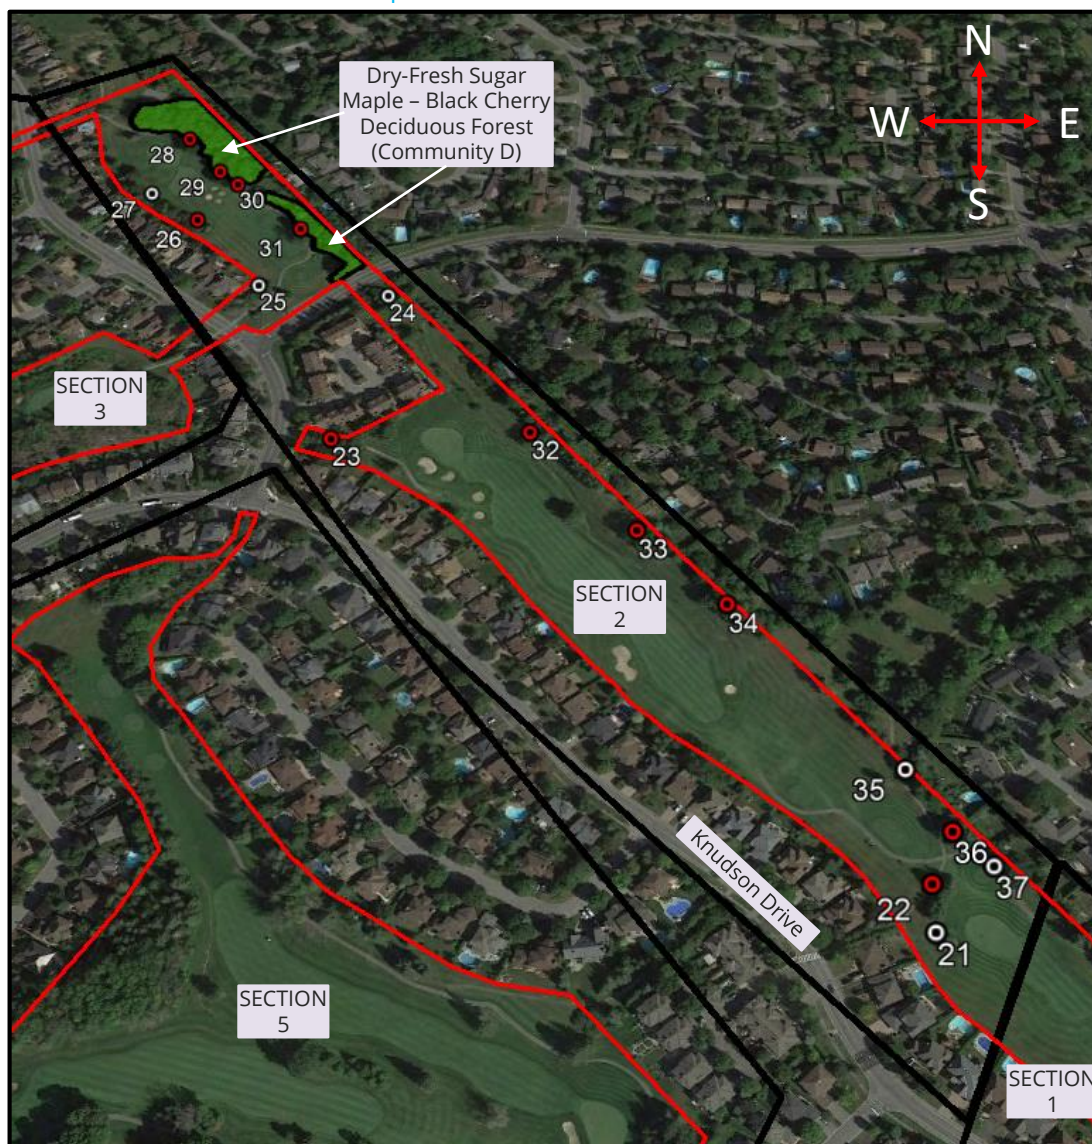 N
Dry-Fresh Sugar
Maple – Black Cherry
Deciduous Forest
(Community D)
W
E
S
28
29
30
27
26
31
25
24
SECTION
3
23
32
33
SECTION
2
34
35
36
37
Knudson Drive
22
21
SECTION
5
SECTION
1